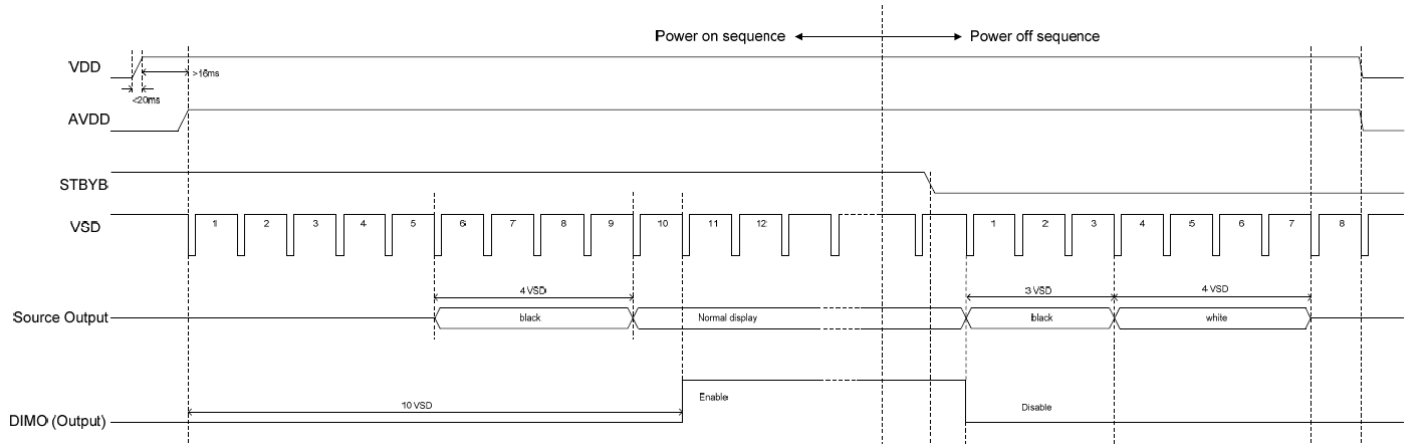 Power on sequence
Power off sequence
VDD
>16ms
<20ms
AVDD
STBYB
VSD
1 2 3 4 5 6 7 8 9 10 11 12 1 2 3 4 5 6 7 8
4 VSD
3 VSD
4 VSD
Source Output
black
Normal display
black
white
10 VSD
Enable
Disable
DIMO (Output)